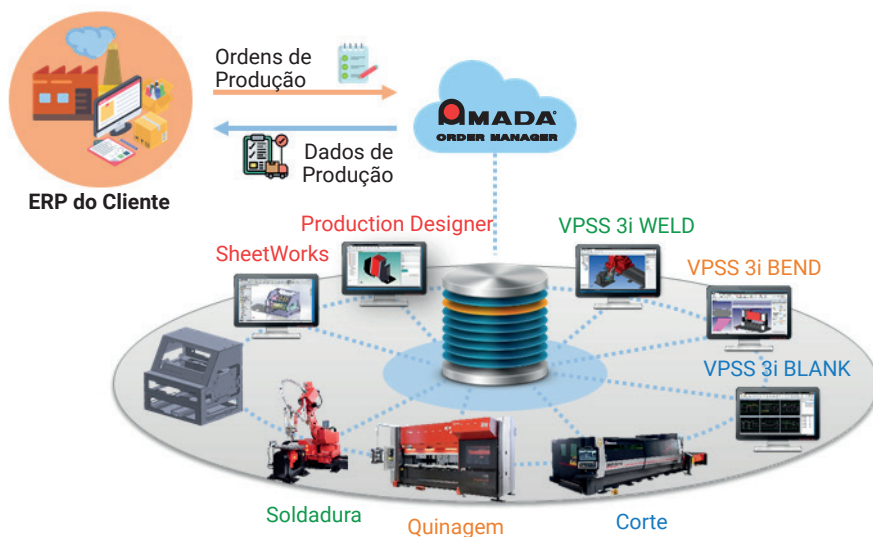 Ordens de
Produção
AMADA
ORDER MANAGER
Dados de
Produção
ERP do Cliente
Production Designer
VPSS 3i WELD
SheetWorks
VPSS 3i BEND
VPSS 3i BLANK
Soldadura
Quinagem
Corte